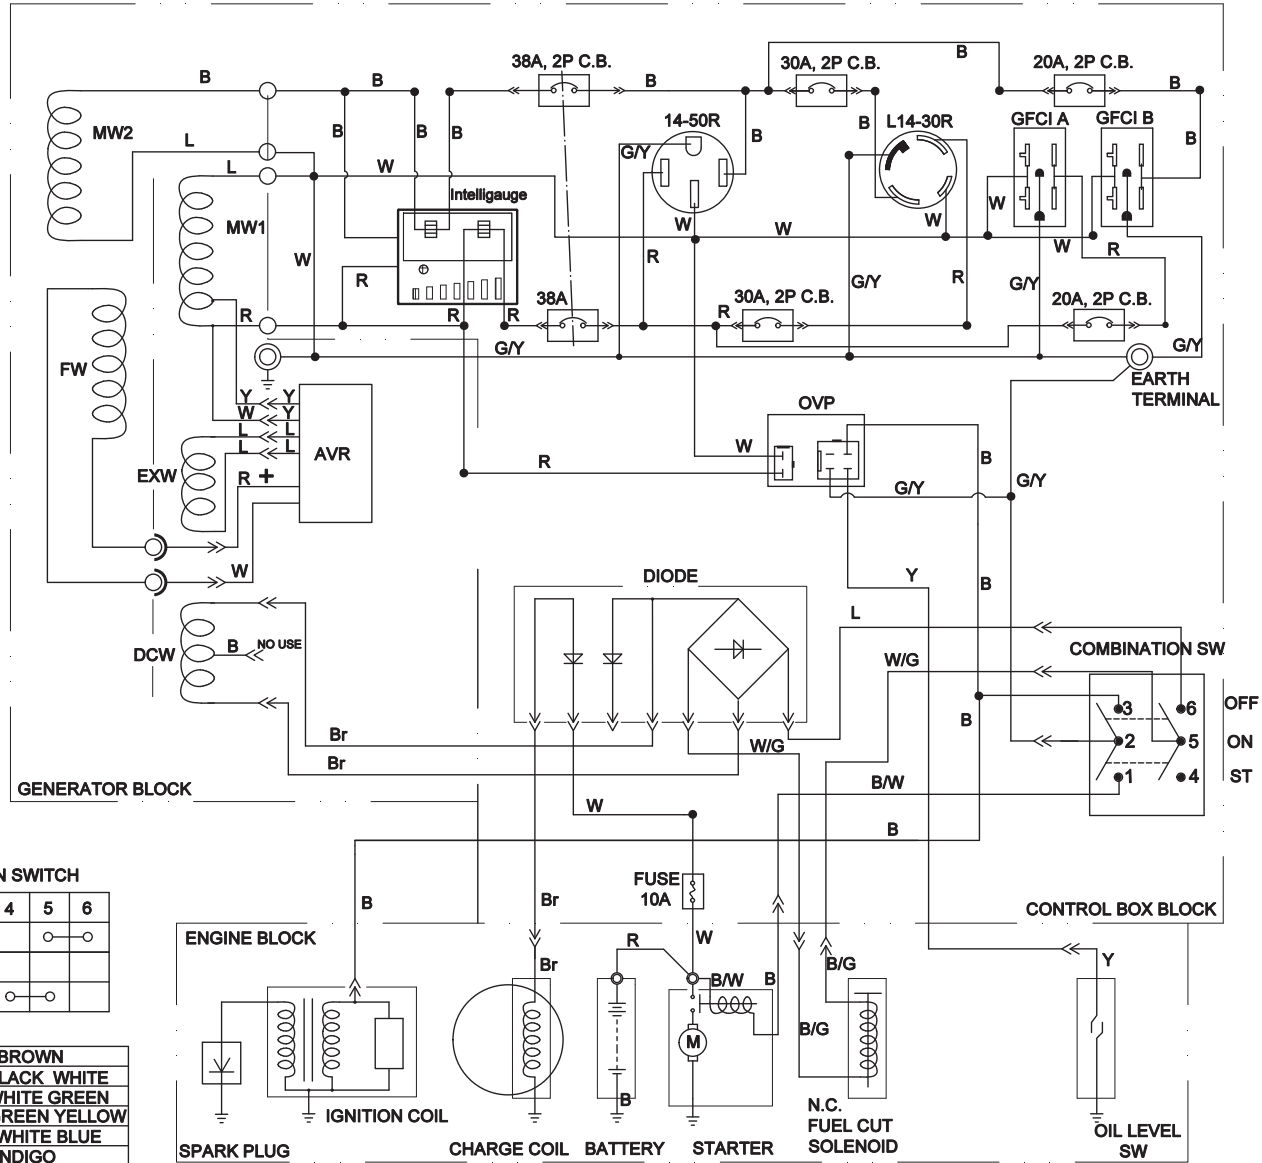 38A, 2P C.B.
30A, 2P C.B.
20A, 2P C.B.
B
B
B
B
B
MW2
B
B
B
14-50R
B
B
L14-30R
GFCI A
GFCI B
B
L
G/Y
L
W
Intelligauge
MW1
W
W
W
W
W
W
R
R
R
G/Y
R
G/Y
38A
30A, 2P C.B.
20A, 2P C.B.
R
R
R
R
G/Y
G/Y
FW
EARTH
TERMINAL
Y
Y
W
Y
L
L
L
L
AVR
OVP
W
B
EXW
R +
R
G/Y
G/Y
W
DIODE
Y
B
L
DCW
B
NO USE
COMBINATION SW
W/G
3
6
OFF
B
2
5
ON
Br
W/G
Br
1
4
ST
B/W
GENERATOR BLOCK
W
B
N SWITCH
FUSE
10A
4
5
6
B
Br
CONTROL BOX BLOCK
ENGINE BLOCK
R
W
Br
B/W
B
B/G
Y
M
B/G
BROWN
LACK WHITE
WHITE GREEN
GREEN YELLOW
WHITE BLUE
INDIGO
B
N.C.
FUEL CUT
SOLENOID
IGNITION COIL
SPARK PLUG
CHARGE COIL
BATTERY
STARTER
OIL LEVEL
SW